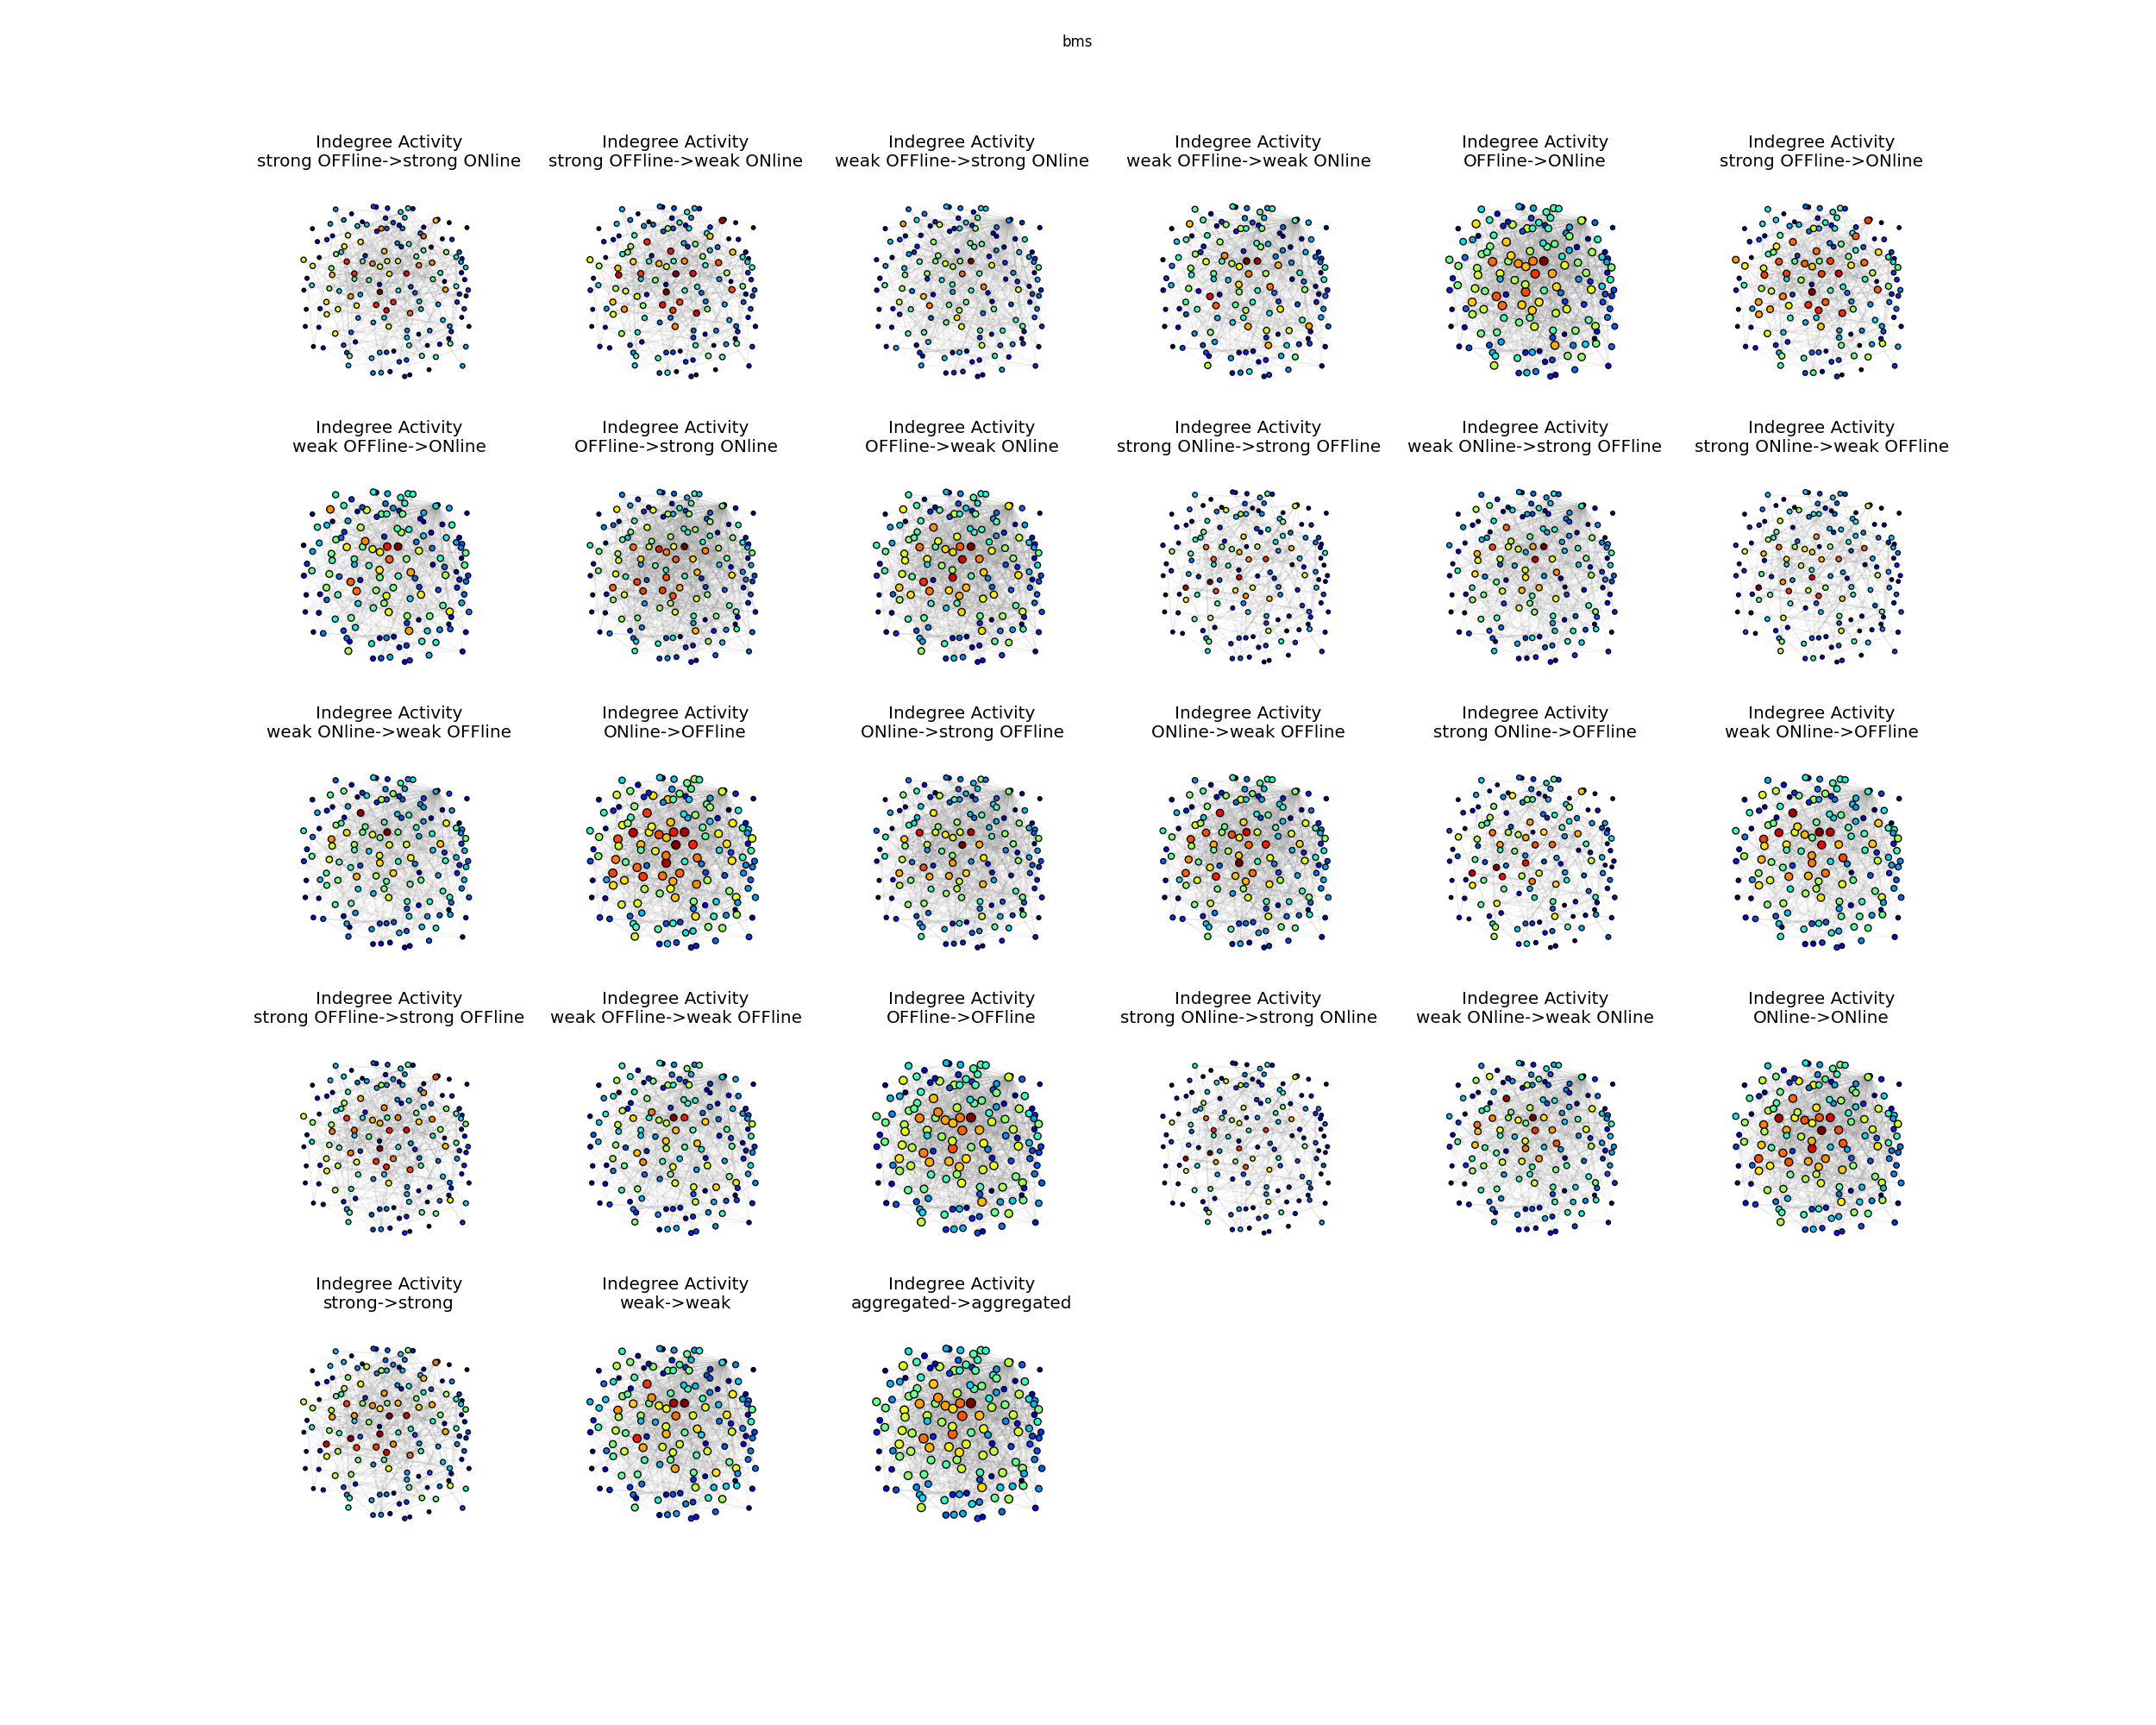 bms
Indegree Activity
strong OFFline->strong ONline
Indegree Activity
strong OFFline->weak ONline
Indegree Activity
weak OFFline->strong ONline
Indegree Activity
weak OFFline->weak ONline
Indegree Activity
OFFline->ONline
Indegree Activity
strong OFFline->ONline
Indegree Activity
weak OFFline->ONline
Indegree Activity
OFFline->strong ONline
Indegree Activity
OFFline->weak ONline
Indegree Activity
strong ONline->strong OFFline
Indegree Activity
weak ONline->strong OFFline
Indegree Activity
strong ONline->weak OFFline
Indegree Activity
weak ONline->weak OFFline
Indegree Activity
ONline->OFFline
Indegree Activity
ONline->strong OFFline
Indegree Activity
ONline->weak OFFline
Indegree Activity
strong ONline->OFFline
Indegree Activity
weak ONline->OFFline
Indegree Activity
strong OFFline->strong OFFline
Indegree Activity
weak OFFline->weak OFFline
Indegree Activity
OFFline->OFFline
Indegree Activity
strong ONline->strong ONline
Indegree Activity
weak ONline->weak ONline
Indegree Activity
ONline->ONline
Indegree Activity
strong->strong
Indegree Activity
weak->weak
Indegree Activity
aggregated->aggregated